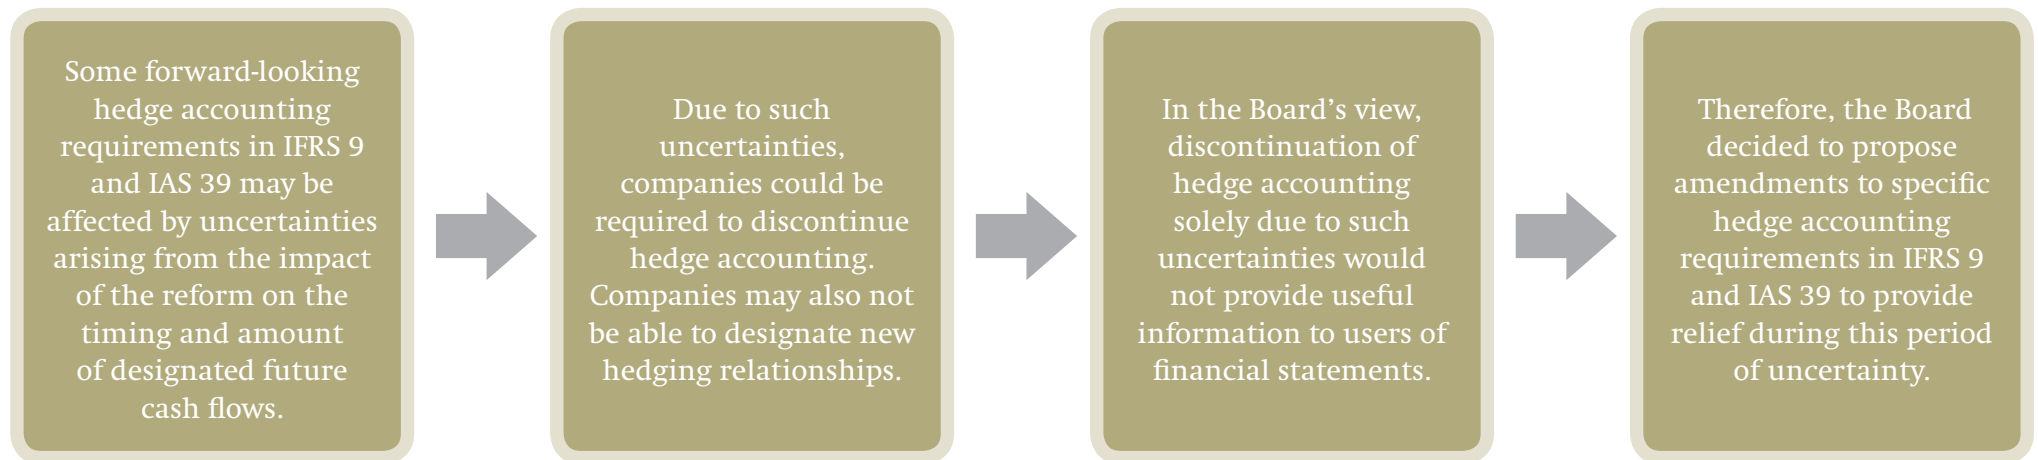 Some forward-looking
hedge accounting
requirements in IFRS 9
and IAS 39 may be
affected by uncertainties
arising from the impact
of the reform on the
timing and amount
of designated future
cash flows.
Due to such
uncertainties,
companies could be
required to discontinue
hedge accounting.
Companies may also not
be able to designate new
hedging relationships.
In the Board’s view,
discontinuation of
hedge accounting
solely due to such
uncertainties would
not provide useful
information to users of
financial statements.
Therefore, the Board
decided to propose
amendments to specific
hedge accounting
requirements in IFRS 9
and IAS 39 to provide
relief during this period
of uncertainty.